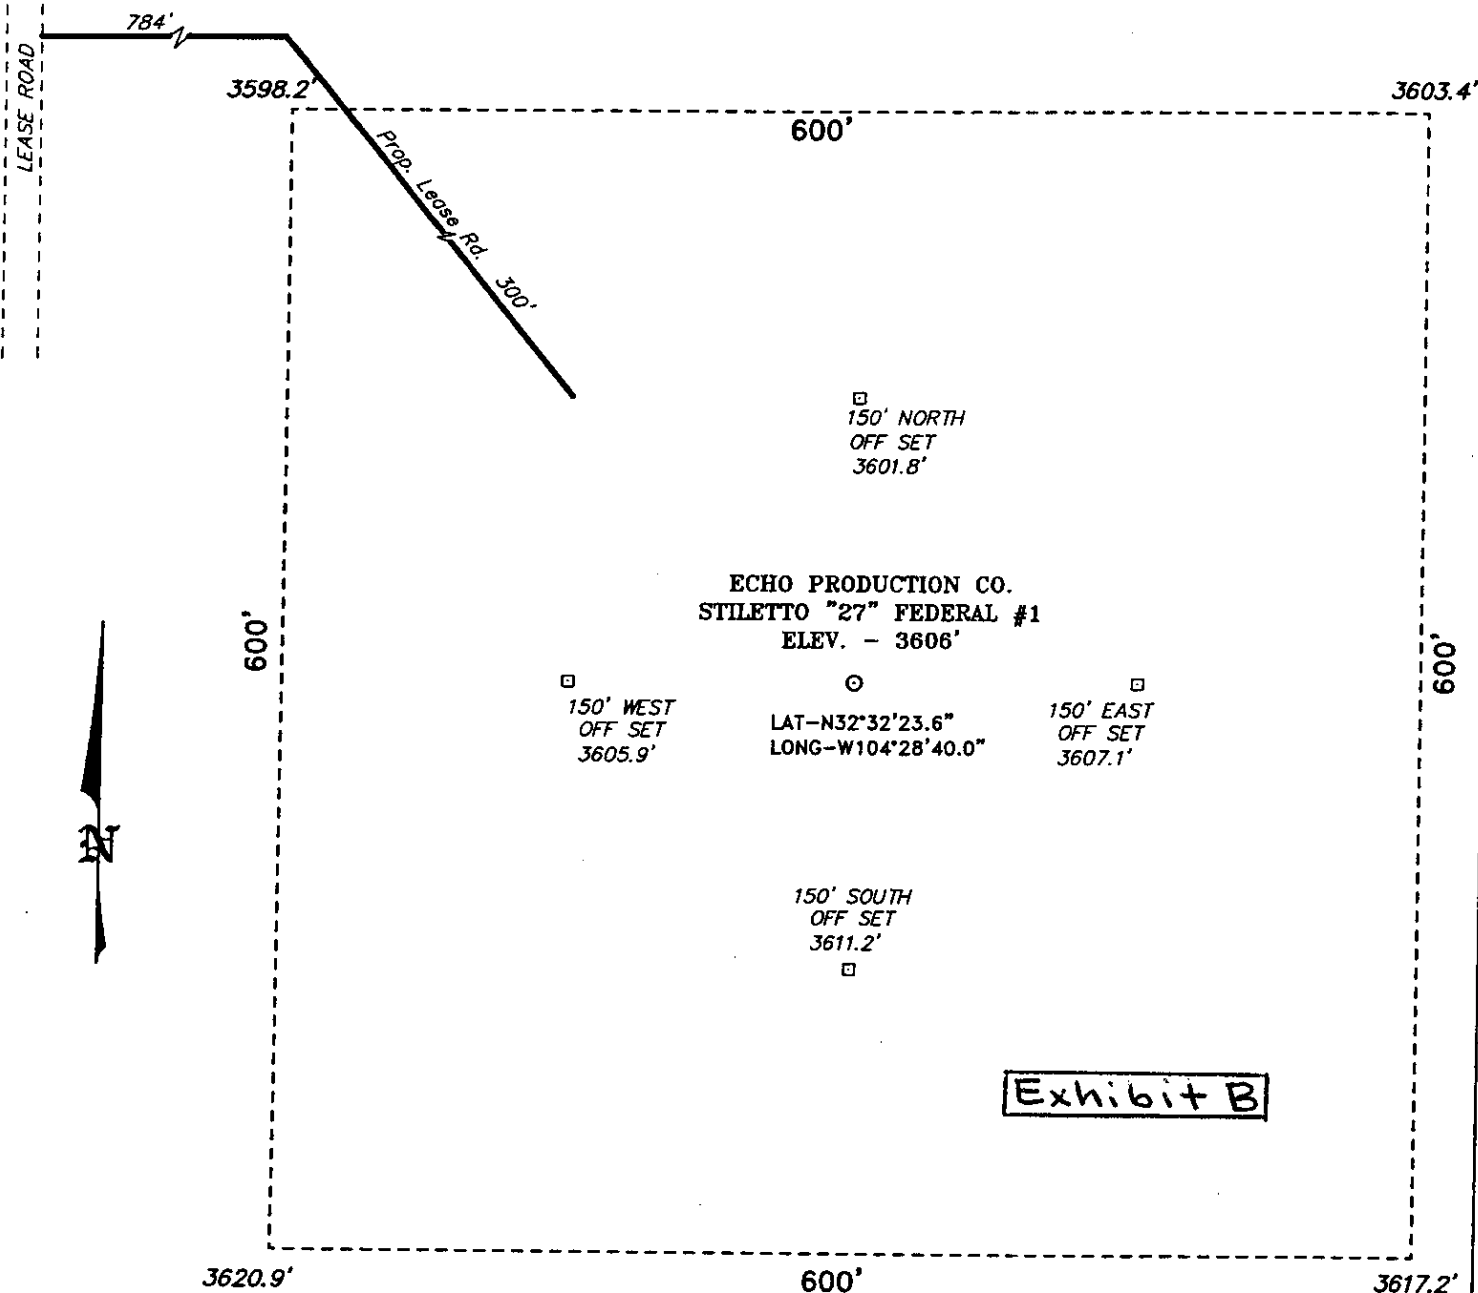 784'
LEASE ROAD
3598.2'
3603.4'
600'
Prop. Lease Rd. 300'
150' NORTH
OFF SET
3601.8'
ECHO PRODUCTION CO.
STILETTO "27" FEDERAL #1
ELEV. - 3606'
600'
600'
150' WEST
OFF SET
3605.9'
LAT-N32°32'23.6"
LONG-W104°28'40.0"
150' EAST
OFF SET
3607.1'
N
150' SOUTH
OFF SET
3611.2'
Exhibit B
3620.9'
600'
3617.2'